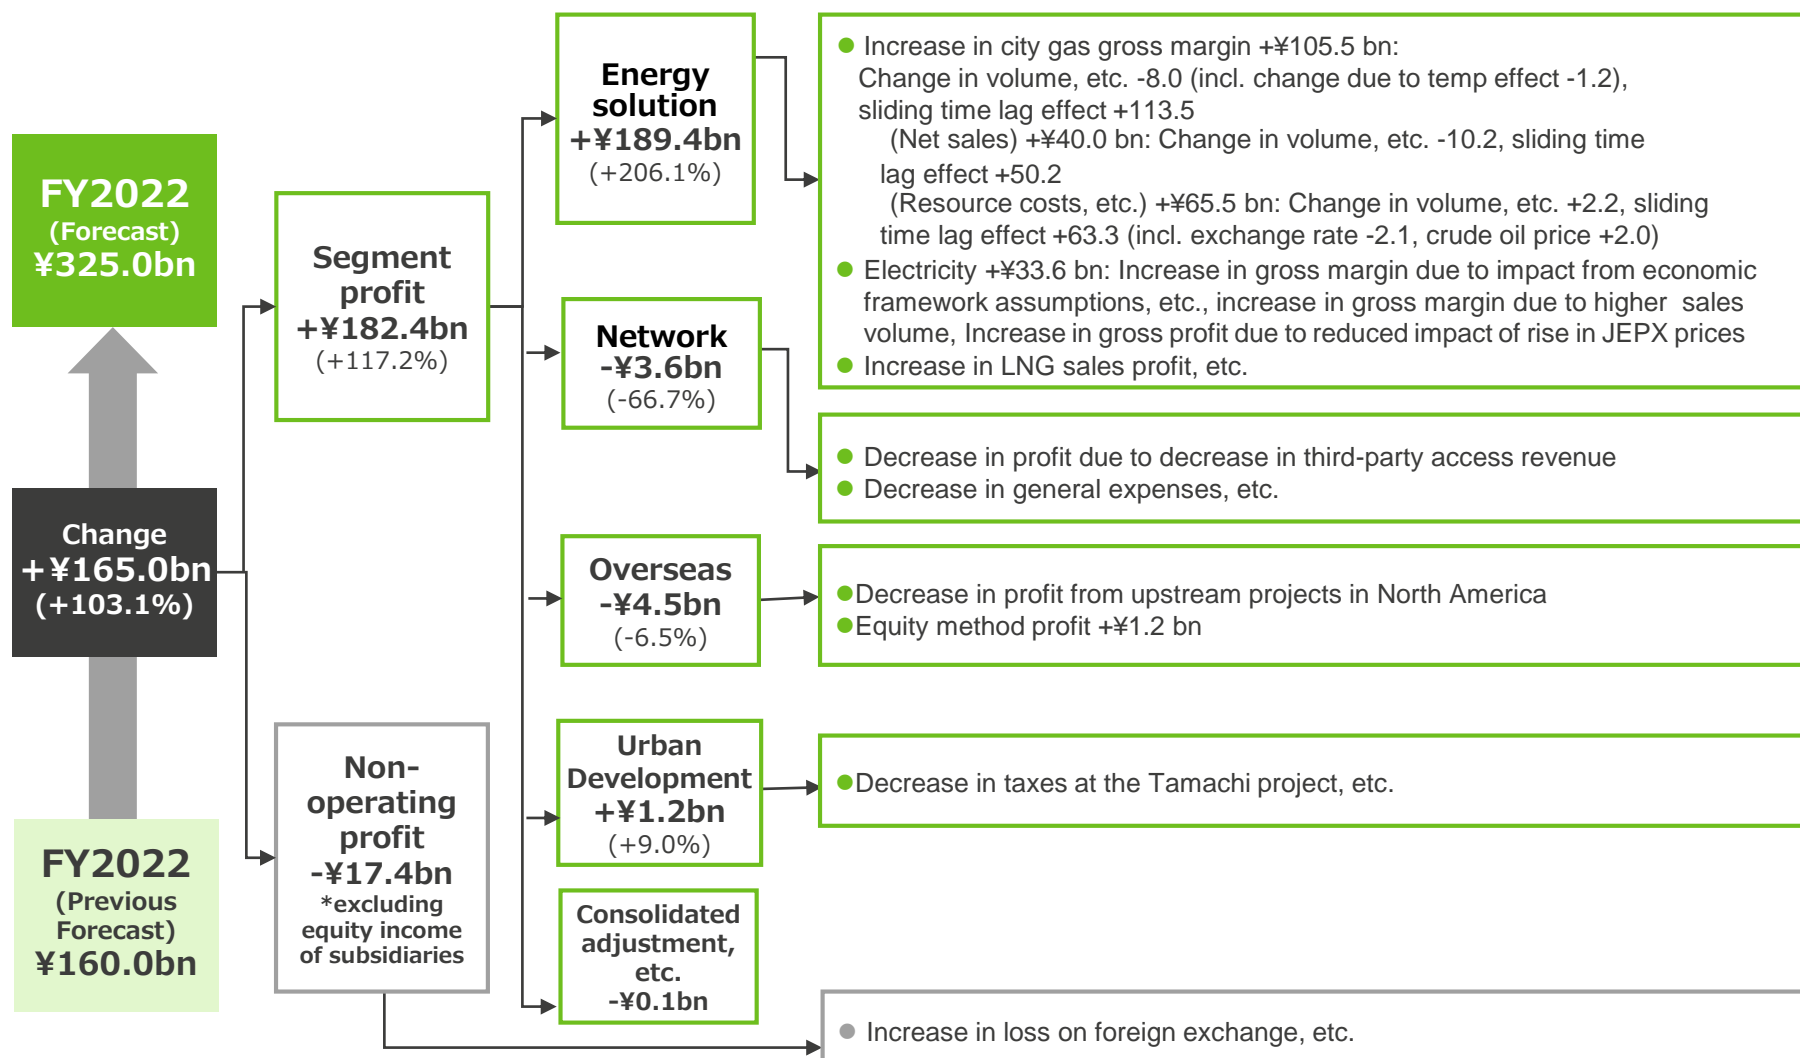 FY2022
(Forecast)
¥325.0bn
Change
+¥165.0bn
(+103.1%)
FY2022
(Previous
Forecast)
¥160.0bn
Segment
profit
+¥182.4bn
(+117.2%)
Non-
operating
profit
-¥17.4bn
*excluding
equity income
of subsidiaries
Energy
solution
+¥189.4bn
(+206.1%)
Network
-¥3.6bn
(-66.7%)
Overseas
-¥4.5bn
(-6.5%)
Urban
Development
+¥1.2bn
(+9.0%)
Consolidated
adjustment,
etc.
-¥0.1bn
● Increase in city gas gross margin +¥105.5 bn:
Change in volume, etc. -8.0 (incl. change due to temp effect -1.2),
sliding time lag effect +113.5
(Net sales) +¥40.0 bn: Change in volume, etc. -10.2, sliding time
lag effect +50.2
(Resource costs, etc.) +¥65.5 bn: Change in volume, etc. +2.2, sliding
time lag effect +63.3 (incl. exchange rate -2.1, crude oil price +2.0)
● Electricity +¥33.6 bn: Increase in gross margin due to impact from economic
framework assumptions, etc., increase in gross margin due to higher sales
volume, Increase in gross profit due to reduced impact of rise in JEPX prices
● Increase in LNG sales profit, etc.
● Decrease in profit due to decrease in third-party access revenue
● Decrease in general expenses, etc.
● Decrease in profit from upstream projects in North America
● Equity method profit +¥1.2 bn
● Decrease in taxes at the Tamachi project, etc.
● Increase in loss on foreign exchange, etc.